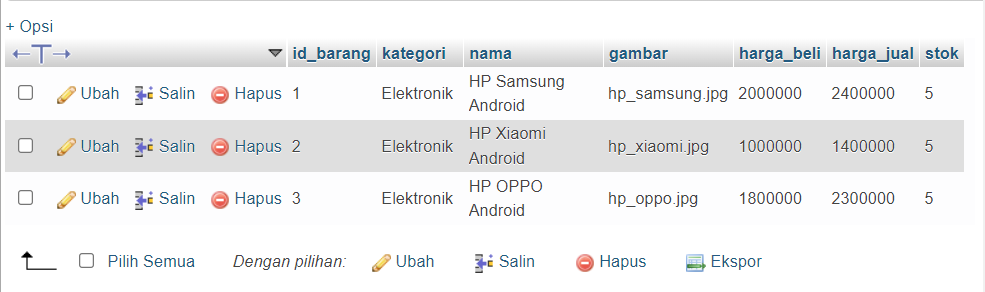 + Opsi
id_barang kategori nama gambar harga_beli harga_jual stok
Ubah Salin Hapus 1 Elektronik HP Samsung Android hp_samsung.jpg 2000000 2400000 5
Ubah Salin Hapus 2 Elektronik HP Xiaomi Android hp_xiaomi.jpg 1000000 1400000 5
Ubah Salin Hapus 3 Elektronik HP OPPO Android hp_oppo.jpg 1800000 2300000 5
Pilih Semua Dengan pilihan: Ubah Salin Hapus Ekspor